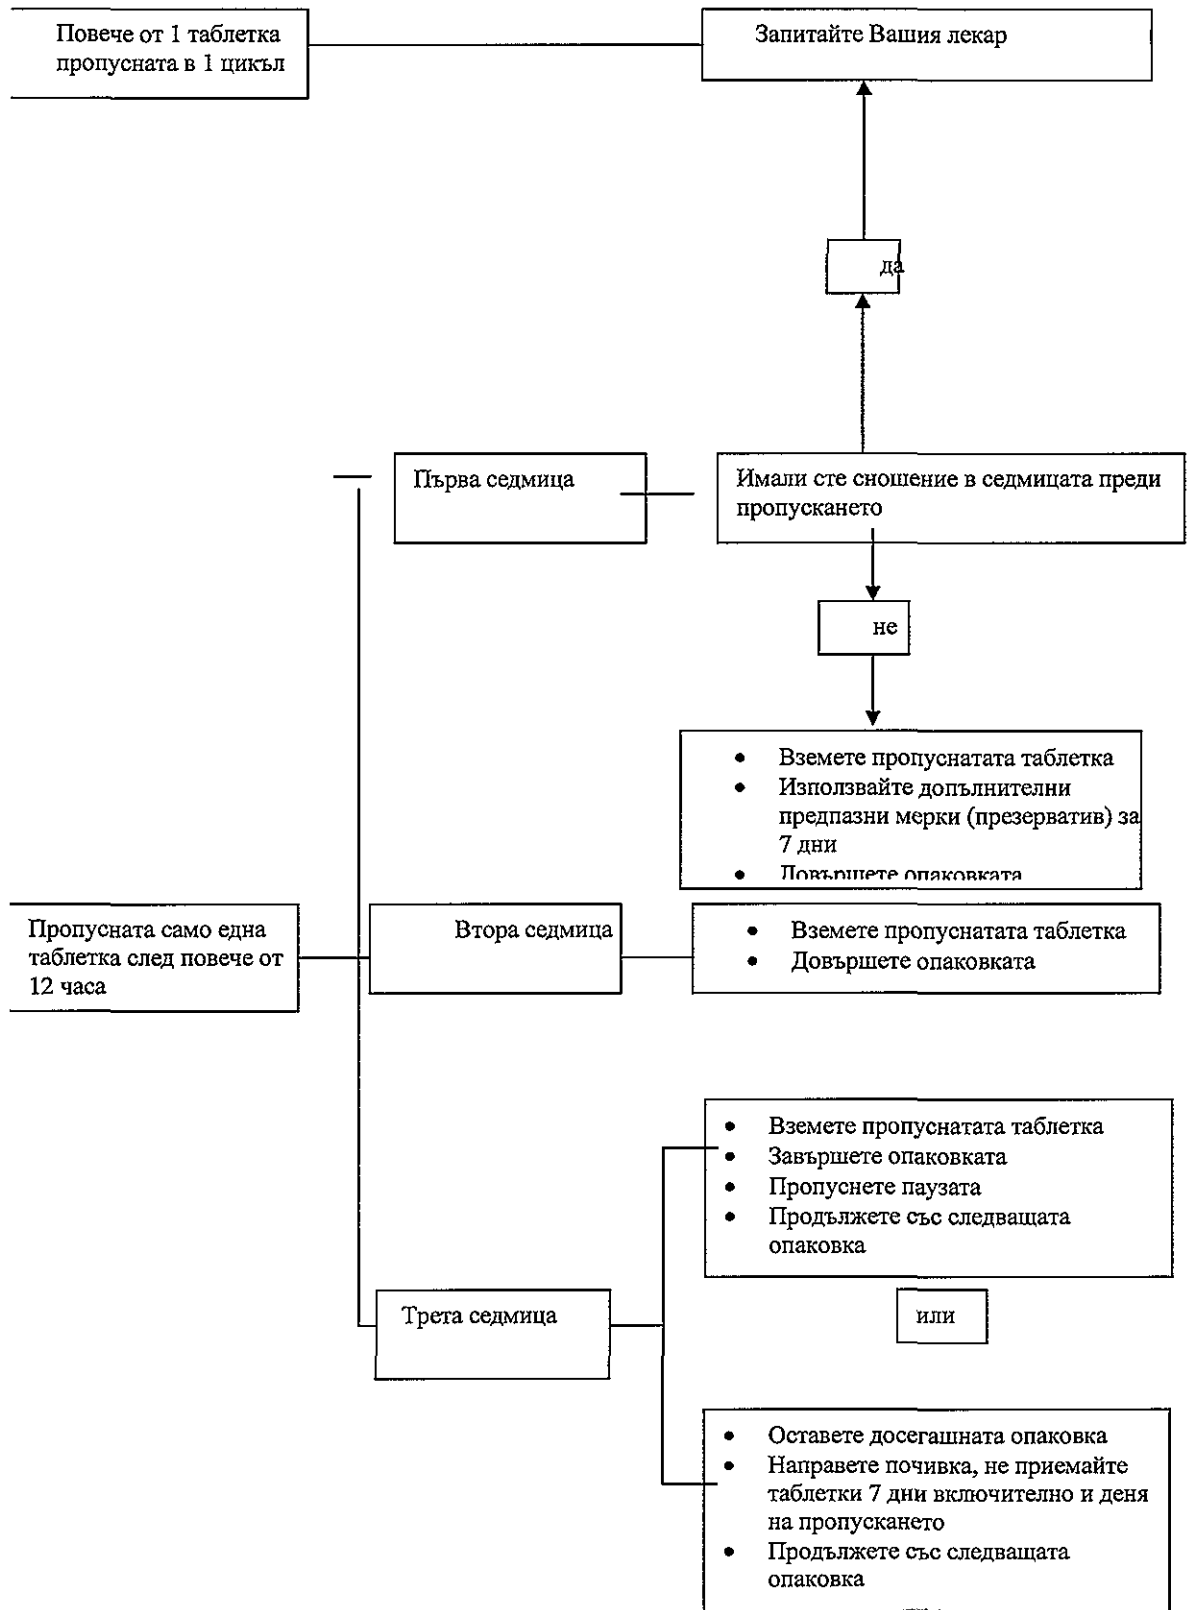 Повече от 1 таблетка
пропусната в 1 цикъл
Запитайте Вашия лекар
да
Първа седмица
Имали сте сношение в седмицата преди
пропускането
не
• Вземете пропуснатата таблетка
• Използвайте допълнителни
предпазни мерки (презерватив) за
7 дни
• Довършете опаковката
Пропусната само една
таблетка след повече от
12 часа
Втора седмица
• Вземете пропуснатата таблетка
• Довършете опаковката
• Вземете пропуснатата таблетка
• Завършете опаковката
• Пропуснете паузата
• Продължете със следващата
опаковка
Трета седмица
или
• Оставете досегашната опаковка
• Направете почивка, не приемайте
таблетки 7 дни включително и деня
на пропускането
• Продължете със следващата
опаковка